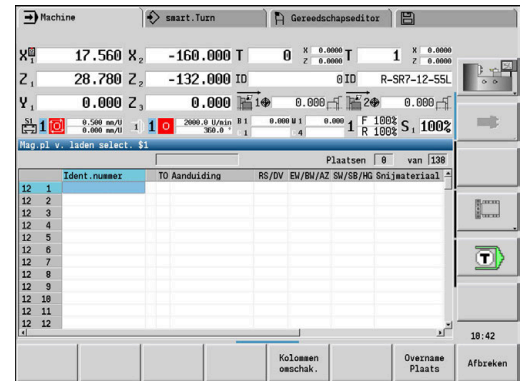 Machine smart.Turn Gereedschapseditor
X1 17.560 X2 -160.000 T 0 X 0.0000 Z 0.0000 T 1 X 0.0000 Z 0.0000
Z1 28.780 Z2 -132.000 ID 0 ID R-SR7-12-55L
Y1 0.000 Z3 0.000 1 0.000 2 0.000
S1 1 0.500 mm/U 0.000 mm/U 1) 1 2000.0 U/min 360.0 ° B 1 0.000 W 1 0.000 1 F 100% R 100% S1 100%
-1 -4
Mag.pl v. laden select. $1
Plaatsen 0 van 138
Ident.nummer TO Aanduiding RS/DV EW/BW/AZ SW/SB/HG Snijmateriaal
12 1
12 2
12 3
12 4
12 5
12 6
12 7
12 8
12 9
12 10
12 11
12 12
T
10:42
Kolommen omschak.
Overname Plaats
Afbreken